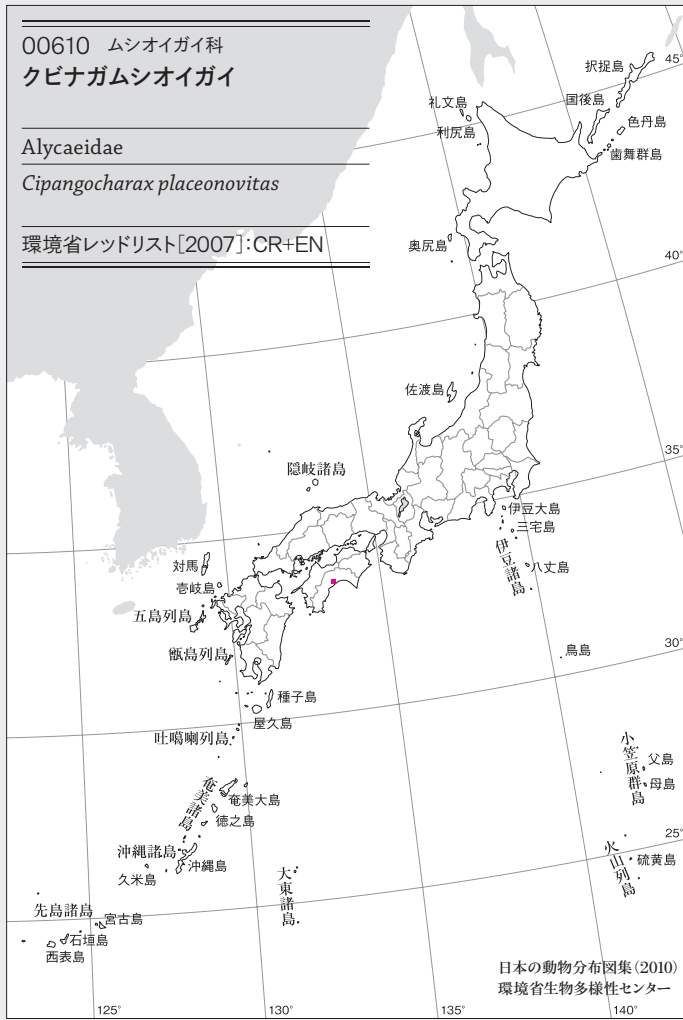 00610 ムシオイガイ科
クビナガムシオイガイ
Alycaeidae
Cipangocharax placeonovitas
環境省レッドリスト[2007]:CR+EN
択捉島
45°
国後島
礼文島
色丹島
利尻島
歯舞群島
奥尻島
40°
佐渡島
35°
隠岐諸島
伊豆大島
三宅島
伊豆諸島
八丈島
対馬
壱岐島
五島列島
甑島列島
鳥島
30°
種子島
屋久島
吐噶喇列島
小笠原群島
父島
母島
奄美諸島
奄美大島
徳之島
25°
沖縄諸島
沖縄島
久米島
火山列島
硫黄島
大東諸島
先島諸島
宮古島
石垣島
西表島
日本の動物分布図集(2010)
環境省生物多様性センター
125°
130°
135°
140°